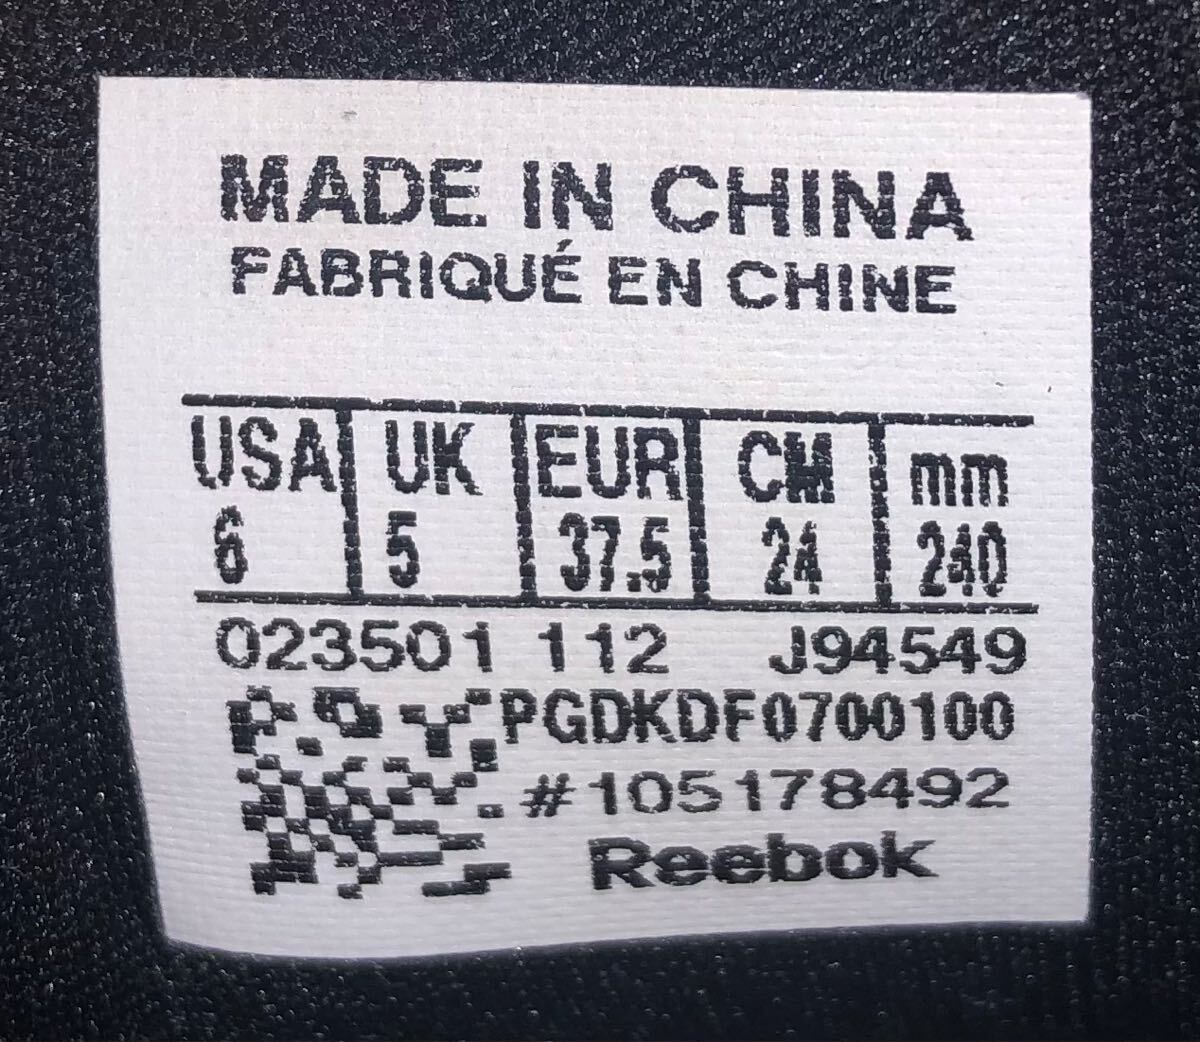 MADE IN CHINA
FABRIQUÉ EN CHINE
USA UK EUR CM mm
6 5 37.5 24 240
023501 112 J94549
PGDKDF0700100
#105178492
Reebok